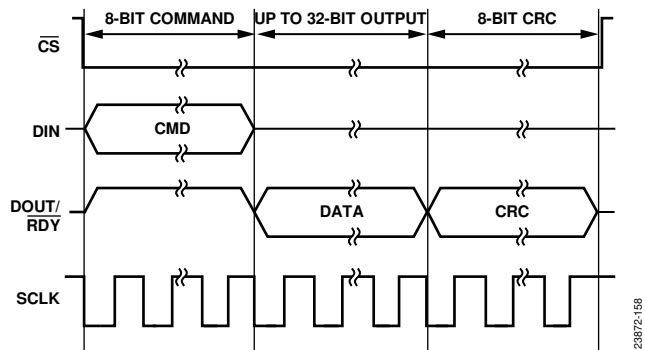 8-BIT COMMAND UP TO 32-BIT OUTPUT 8-BIT CRC
CS
DIN
CMD
DOUT/
RDY
DATA
CRC
SCLK
23872-158